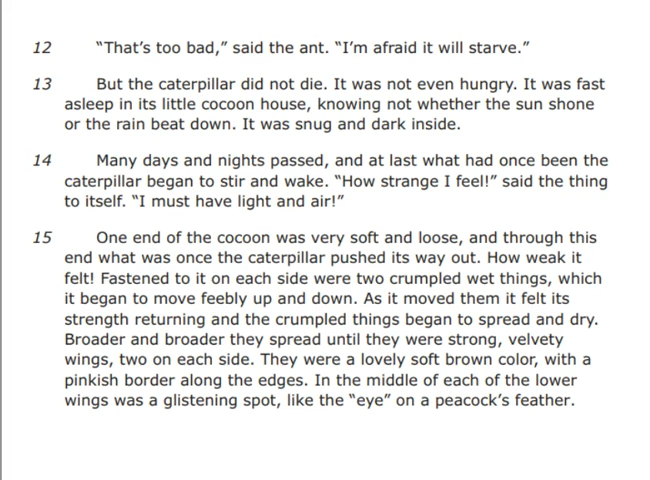 12 “That’s too bad,” said the ant. “I’m afraid it will starve.”
13 But the caterpillar did not die. It was not even hungry. It was fast
asleep in its little cocoon house, knowing not whether the sun shone
or the rain beat down. It was snug and dark inside.
14 Many days and nights passed, and at last what had once been the
caterpillar began to stir and wake. “How strange I feel!” said the thing
to itself. “I must have light and air!”
15 One end of the cocoon was very soft and loose, and through this
end what was once the caterpillar pushed its way out. How weak it
felt! Fastened to it on each side were two crumpled wet things, which
it began to move feebly up and down. As it moved them it felt its
strength returning and the crumpled things began to spread and dry.
Broader and broader they spread until they were strong, velvety
wings, two on each side. They were a lovely soft brown color, with a
pinkish border along the edges. In the middle of each of the lower
wings was a glistening spot, like the “eye” on a peacock’s feather.